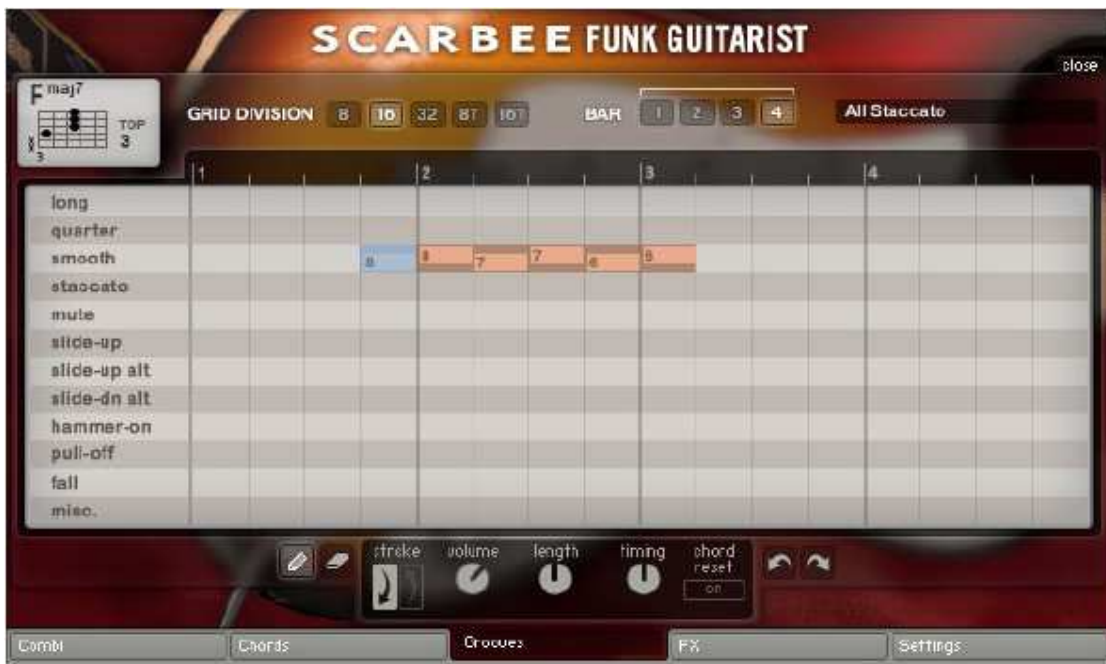 SCARBEE FUNK GUITARIST
close
Fmaj7
TOP
3
3
GRID DIVISION 8 16 32 8T 16T
BAR 1 2 3 4
All Staccato
1 2 3 4
long
quarter
smooth
8 8 7 7 6 9
staccato
mute
slide-up
slide-up alt
slide-dn alt
hammer-on
pull-off
fall
misc.
stroke volume length timing chord reset
on
Combi Chords Grooves FX Settings